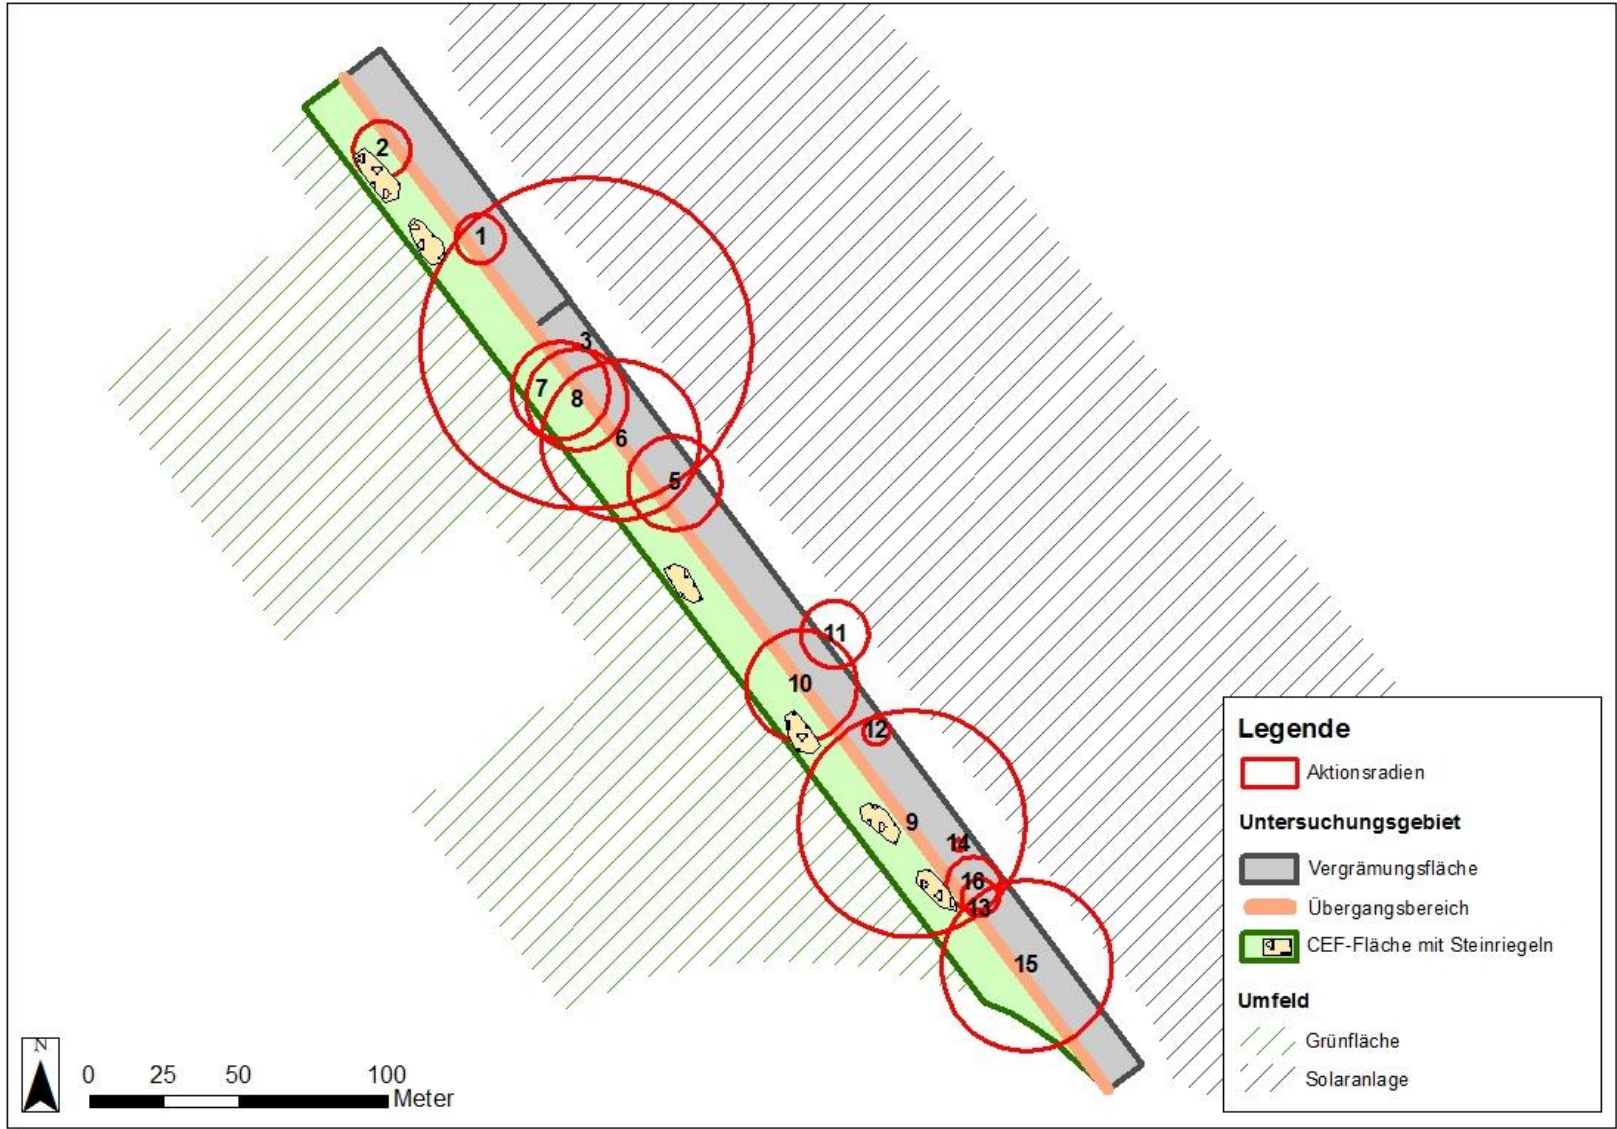 2
1
3
7
8
6
5
11
10
12
9
14
16
13
15
Legende
Aktionsradien
Untersuchungsgebiet
Vergrämungsfläche
Übergangsbereich
CEF-Fläche mit Steinriegeln
Umfeld
Grünfläche
Solaranlage
N
0 25 50 100
Meter